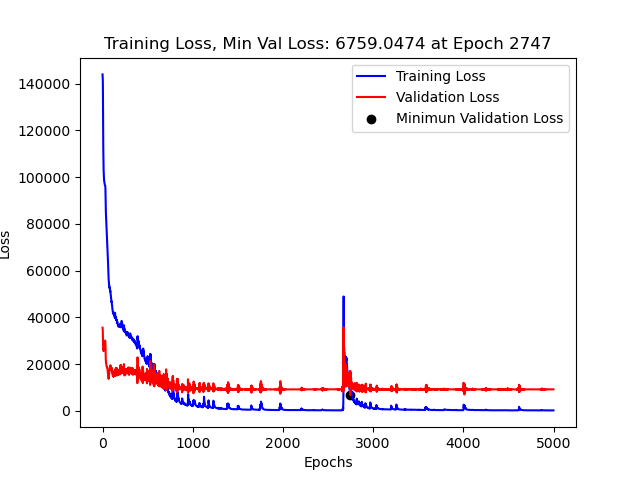 Training Loss, Min Val Loss: 6759.0474 at Epoch 2747
Training Loss
Validation Loss
Minimun Validation Loss
Loss
140000
120000
100000
80000
60000
40000
20000
0
0
1000
2000
3000
4000
5000
Epochs